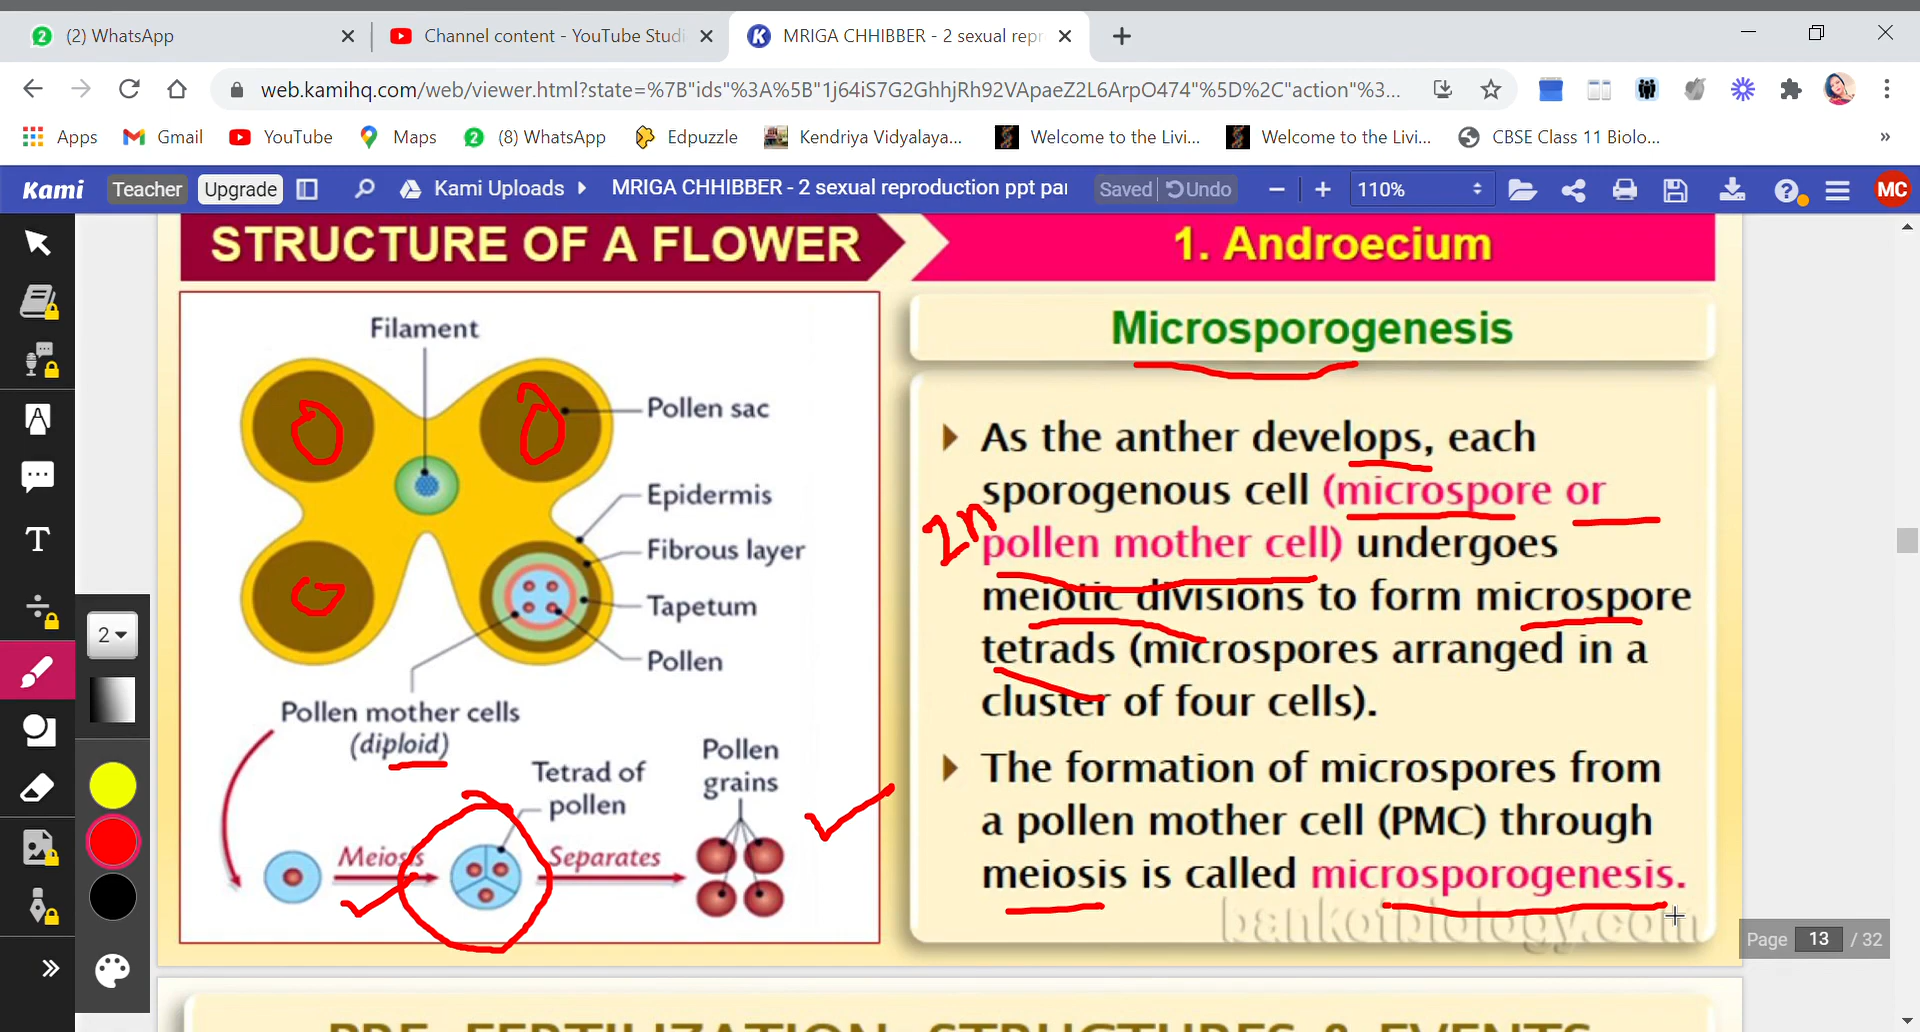 2 (2) WhatsApp
Channel content - YouTube Studi
K MRIGA CHHIBBER - 2 sexual repr
web.kamihq.com/web/viewer.html?state=%7B"ids"%3A%5B"1j64iS7G2GhhjRh92VApaeZ2L6ArpO474"%5D%2C"action"%3...
Apps
Gmail
YouTube
Maps
2 (8) WhatsApp
Edpuzzle
Kendriya Vidyalaya...
Welcome to the Livi...
Welcome to the Livi...
CBSE Class 11 Biolo...
»
Kami
Teacher
Upgrade
Kami Uploads
MRIGA CHHIBBER - 2 sexual reproduction ppt par
Saved
Undo
110%
MC
2
STRUCTURE OF A FLOWER
1. Androecium
Filament
Pollen sac
Epidermis
Fibrous layer
Tapetum
Pollen
Pollen mother cells
(diploid)
Tetrad of
pollen
Pollen
grains
Meiosis
Separates
Microsporogenesis
As the anther develops, each
sporogenous cell (microspore or
2n
pollen mother cell) undergoes
meiotic divisions to form microspore
tetrads (microspores arranged in a
cluster of four cells).
The formation of microspores from
a pollen mother cell (PMC) through
meiosis is called microsporogenesis.
bankofbiology.com
Page 13 / 32
PRE-FERTILIZATION: STRUCTURES & EVENTS